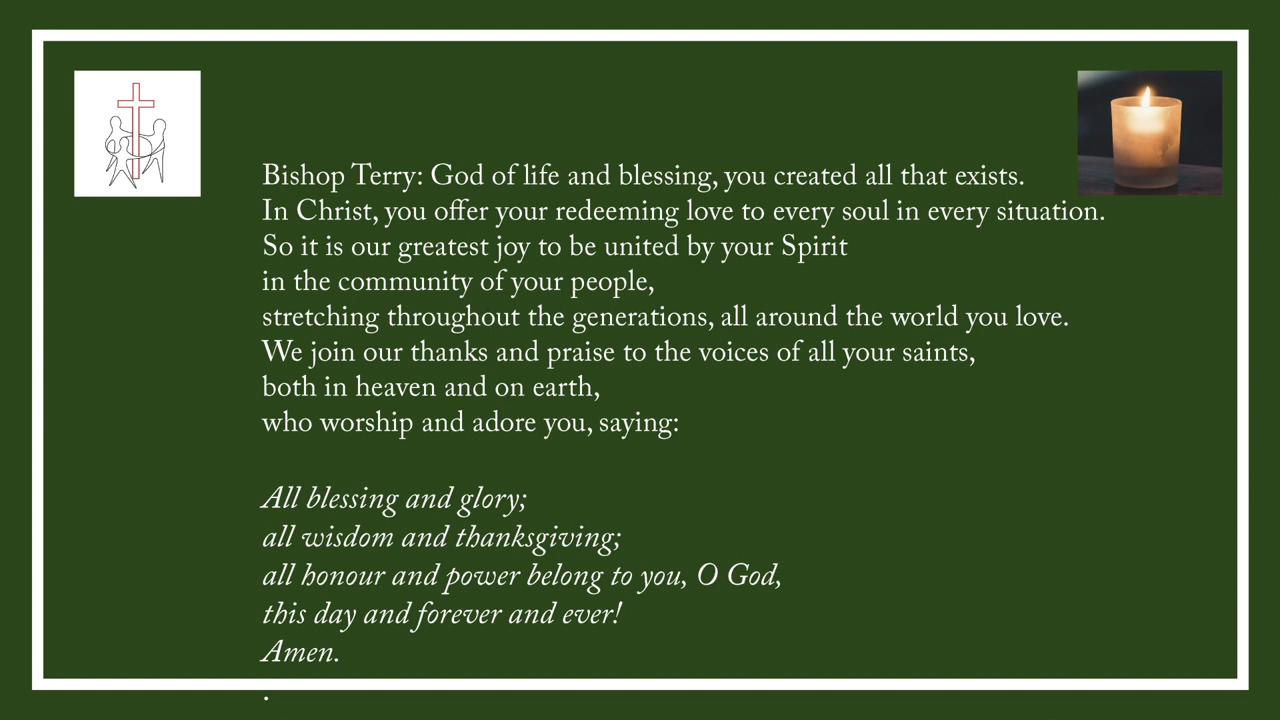 Bishop Terry: God of life and blessing, you created all that exists.
In Christ, you offer your redeeming love to every soul in every situation.
So it is our greatest joy to be united by your Spirit
in the community of your people,
stretching throughout the generations, all around the world you love.
We join our thanks and praise to the voices of all your saints,
both in heaven and on earth,
who worship and adore you, saying:
All blessing and glory;
all wisdom and thanksgiving;
all honour and power belong to you, O God,
this day and forever and ever!
Amen.
.